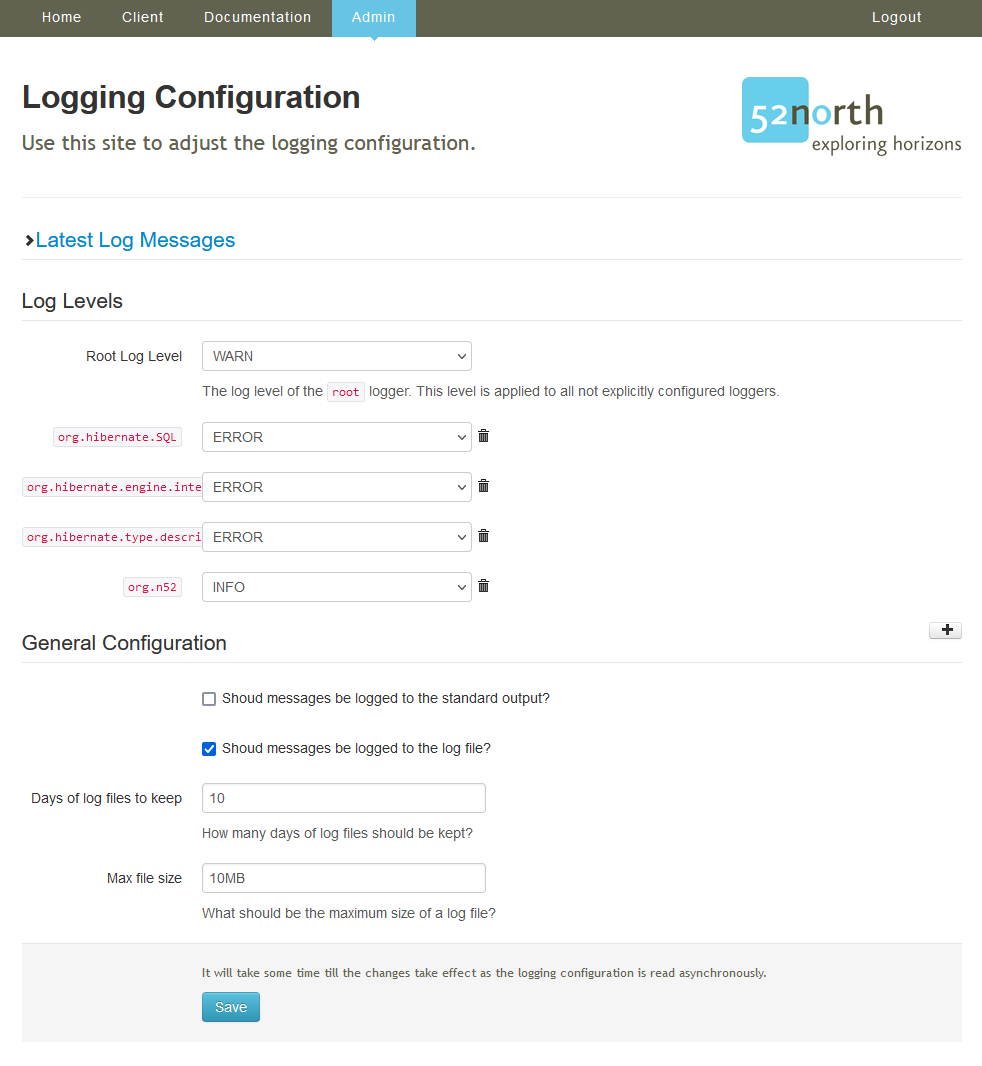 Home Client Documentation Admin Logout
Logging Configuration
Use this site to adjust the logging configuration.
52north
exploring horizons
Latest Log Messages
Log Levels
Root Log Level WARN
The log level of the root logger. This level is applied to all not explicitly configured loggers.
org.hibernate.SQL ERROR
org.hibernate.engine.inte ERROR
org.hibernate.type.descri ERROR
org.n52 INFO
General Configuration
Shoud messages be logged to the standard output?
Shoud messages be logged to the log file?
Days of log files to keep 10
How many days of log files should be kept?
Max file size 10MB
What should be the maximum size of a log file?
It will take some time till the changes take effect as the logging configuration is read asynchronously.
Save